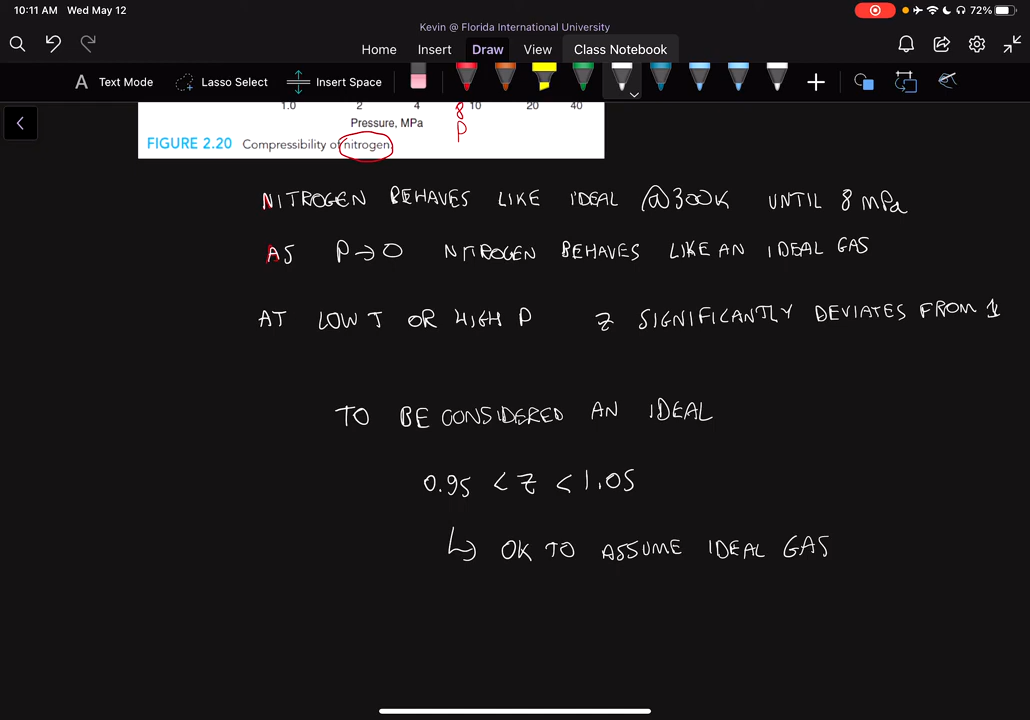 10:11 AM Wed May 12
72%
Kevin @ Florida International University
Home Insert Draw View Class Notebook
Text Mode Lasso Select Insert Space
1.0 2 4 8 10 20 40
P
Pressure, MPa
FIGURE 2.20 Compressibility of nitrogen.
NITROGEN BEHAVES LIKE IDEAL @300K UNTIL 8 MPa
AS P→O NITROGEN BEHAVES LIKE AN IDEAL GAS
AT LOW T OR HIGH P Z SIGNIFICANTLY DEVIATES FROM 1
TO BE CONSIDERED AN IDEAL
0.95 < Z < 1.05
↳ OK TO ASSUME IDEAL GAS